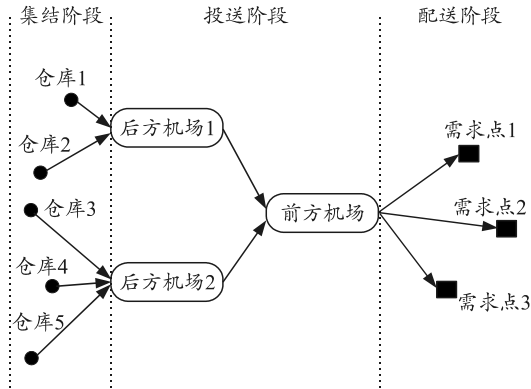 集结阶段
投送阶段
配送阶段
仓库1
后方机场1
仓库2
需求点1
仓库3
前方机场
需求点2
仓库4
后方机场2
需求点3
仓库5